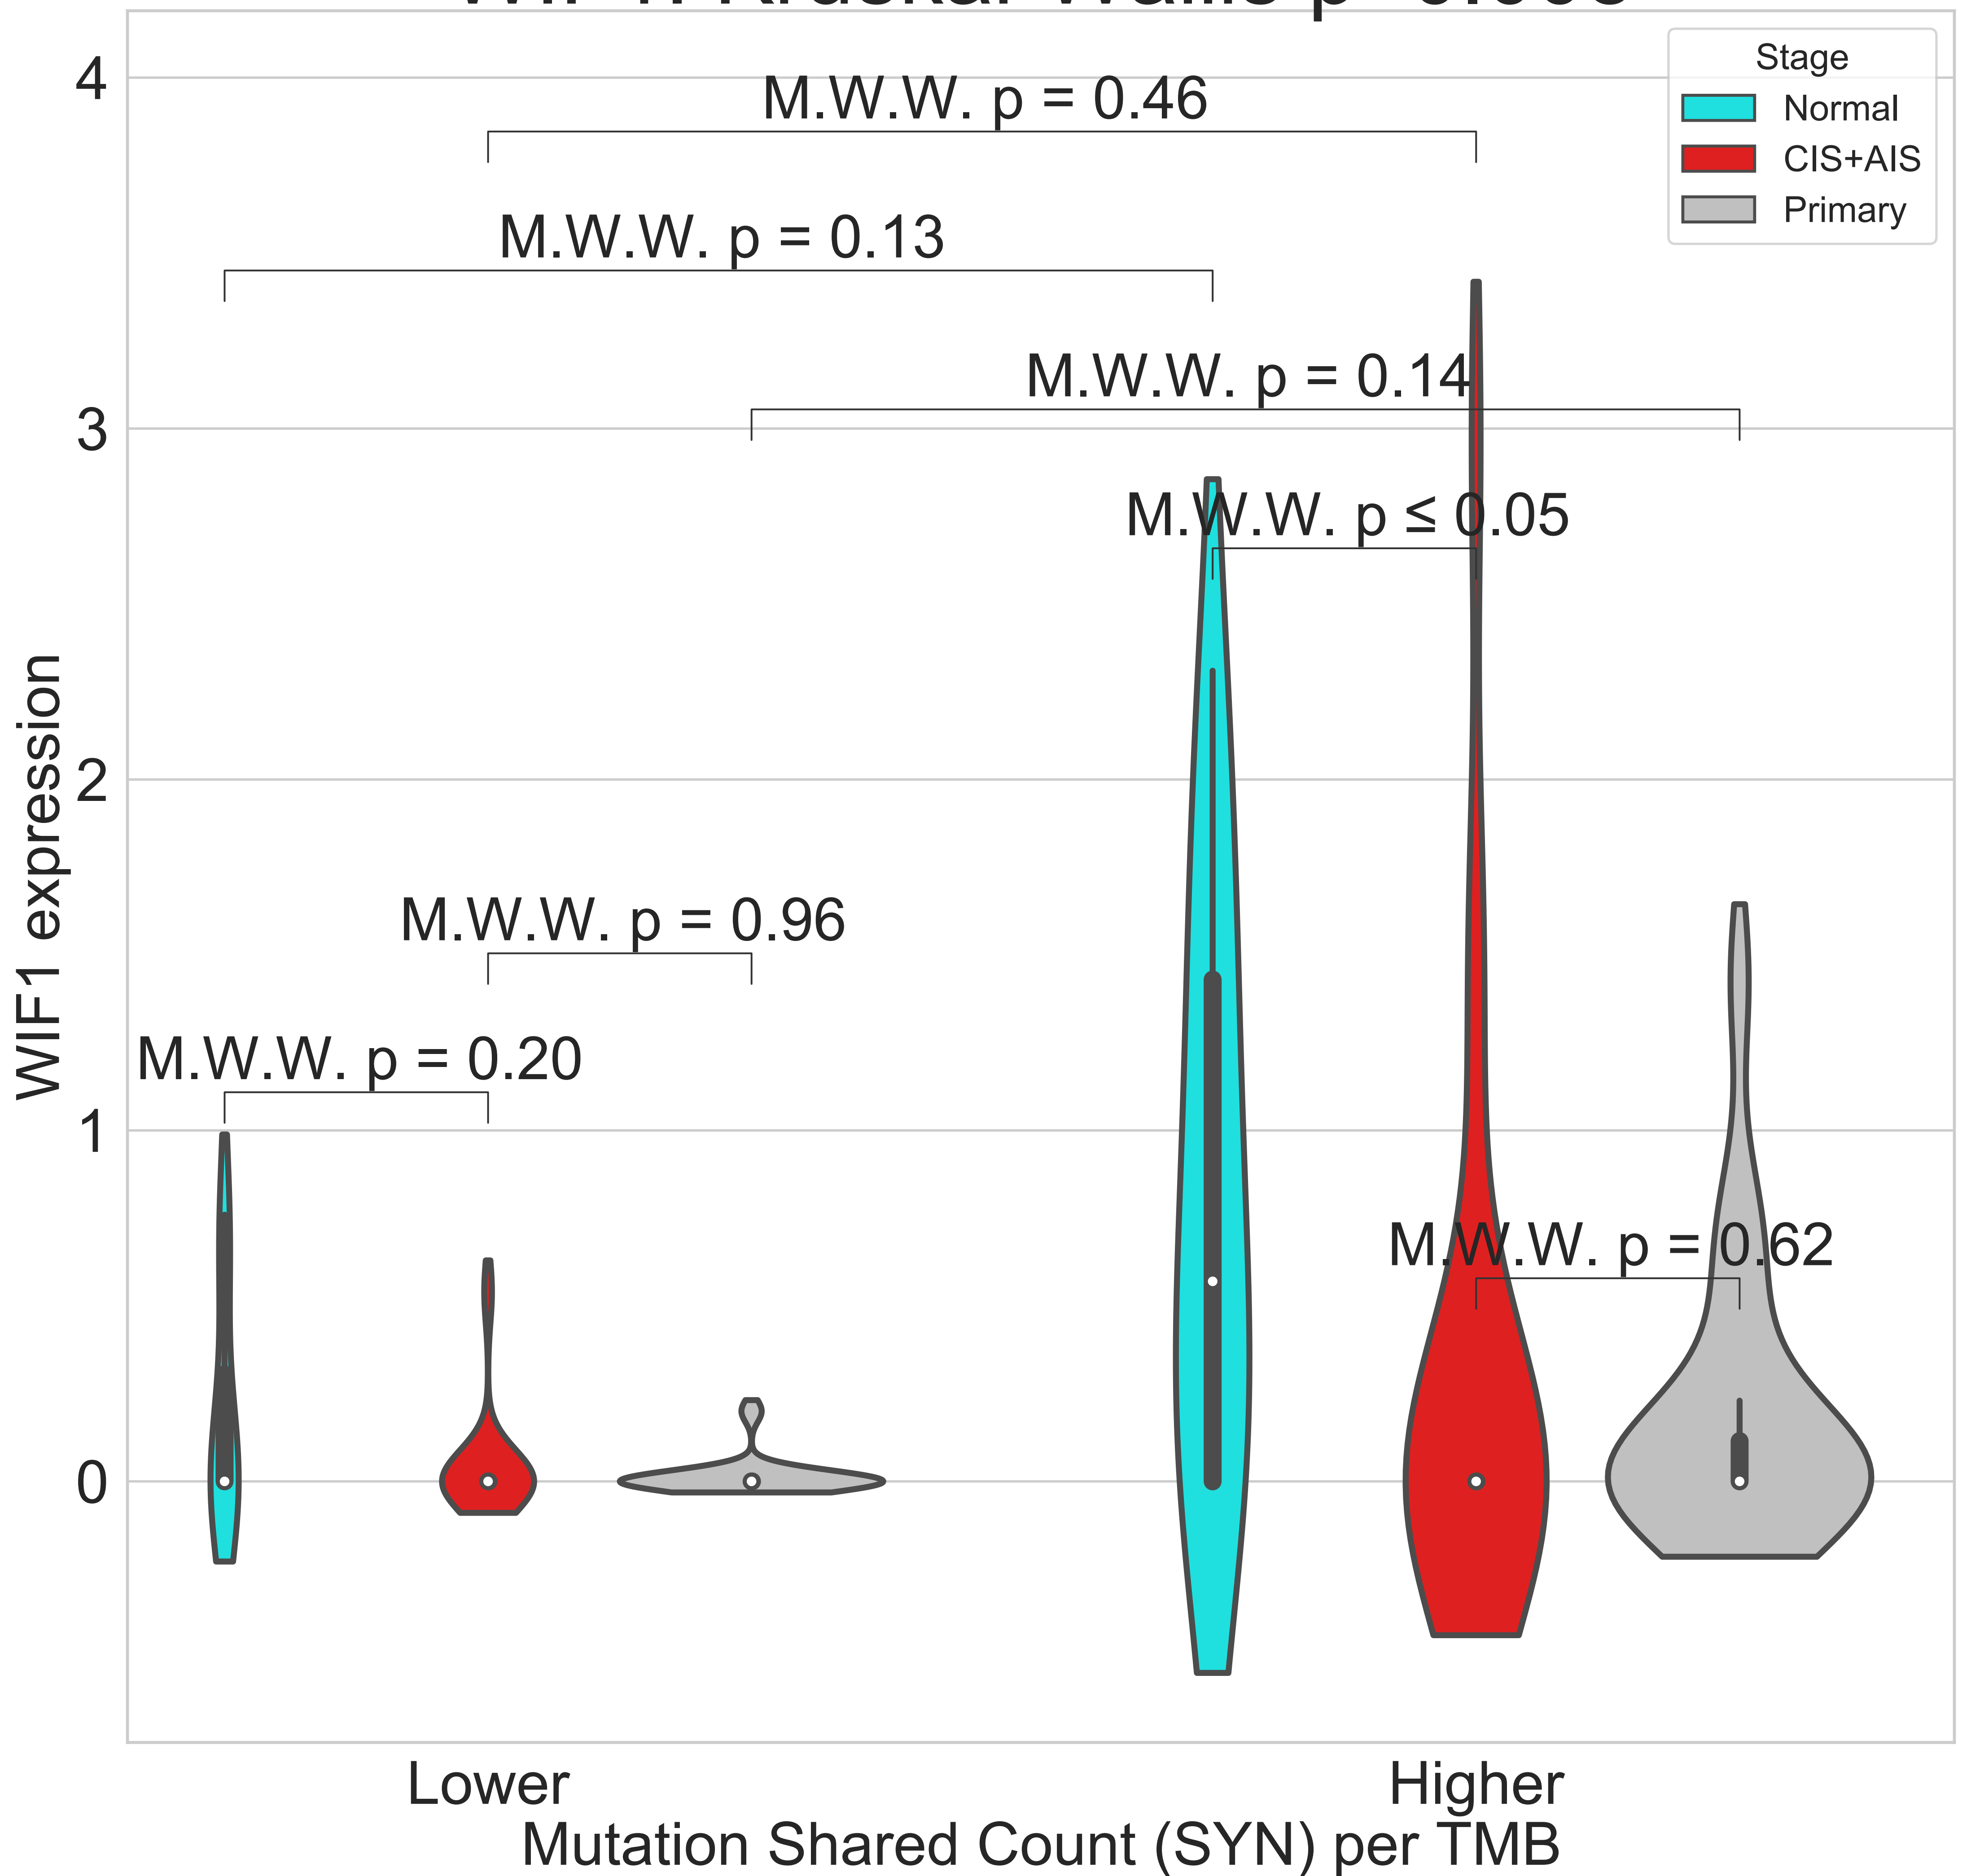 4
3
2
1
0
WIF1 expression
Stage
Normal
CIS+AIS
Primary
M.W.W. p = 0.46
M.W.W. p = 0.13
M.W.W. p = 0.14
M.W.W. p ≤ 0.05
M.W.W. p = 0.96
M.W.W. p = 0.20
M.W.W. p = 0.62
Lower
Higher
Mutation Shared Count (SYN) per TMB